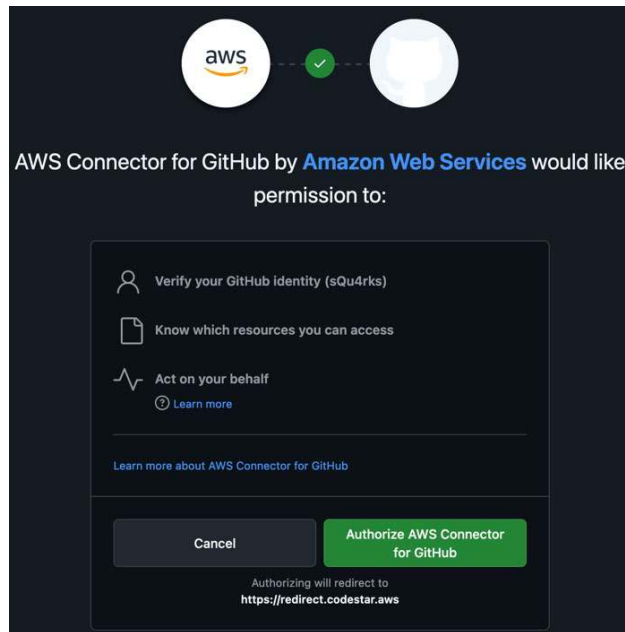 aws
AWS Connector for GitHub by Amazon Web Services would like
permission to:
Verify your GitHub identity (sQu4rks)
Know which resources you can access
Act on your behalf
Learn more
Learn more about AWS Connector for GitHub
Cancel
Authorize AWS Connector
for GitHub
Authorizing will redirect to
https://redirect.codestar.aws